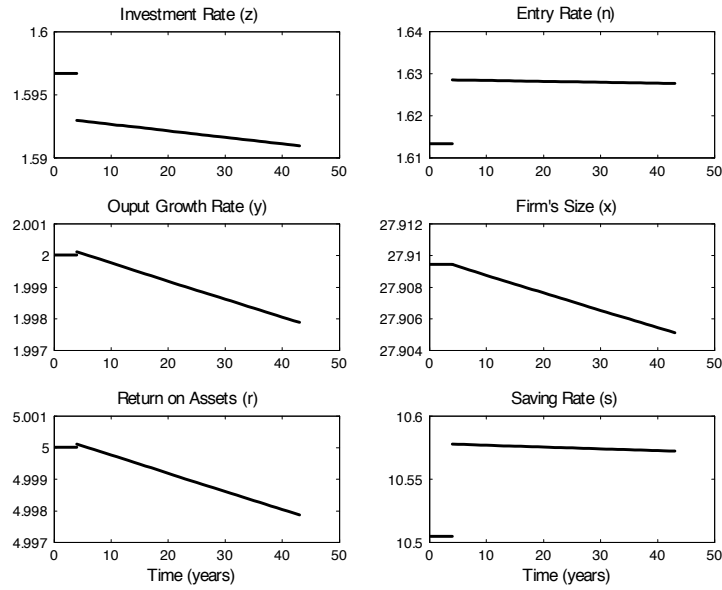 Investment Rate (z)
1.6
1.595
1.59
0 10 20 30 40 50
Entry Rate (n)
1.64
1.63
1.62
1.61
0 10 20 30 40 50
Ouput Growth Rate (y)
2.001
2
1.999
1.998
1.997
0 10 20 30 40 50
Firm's Size (x)
27.912
27.91
27.908
27.906
27.904
0 10 20 30 40 50
Return on Assets (r)
5.001
5
4.999
4.998
4.997
0 10 20 30 40 50
Time (years)
Saving Rate (s)
10.6
10.55
10.5
0 10 20 30 40 50
Time (years)